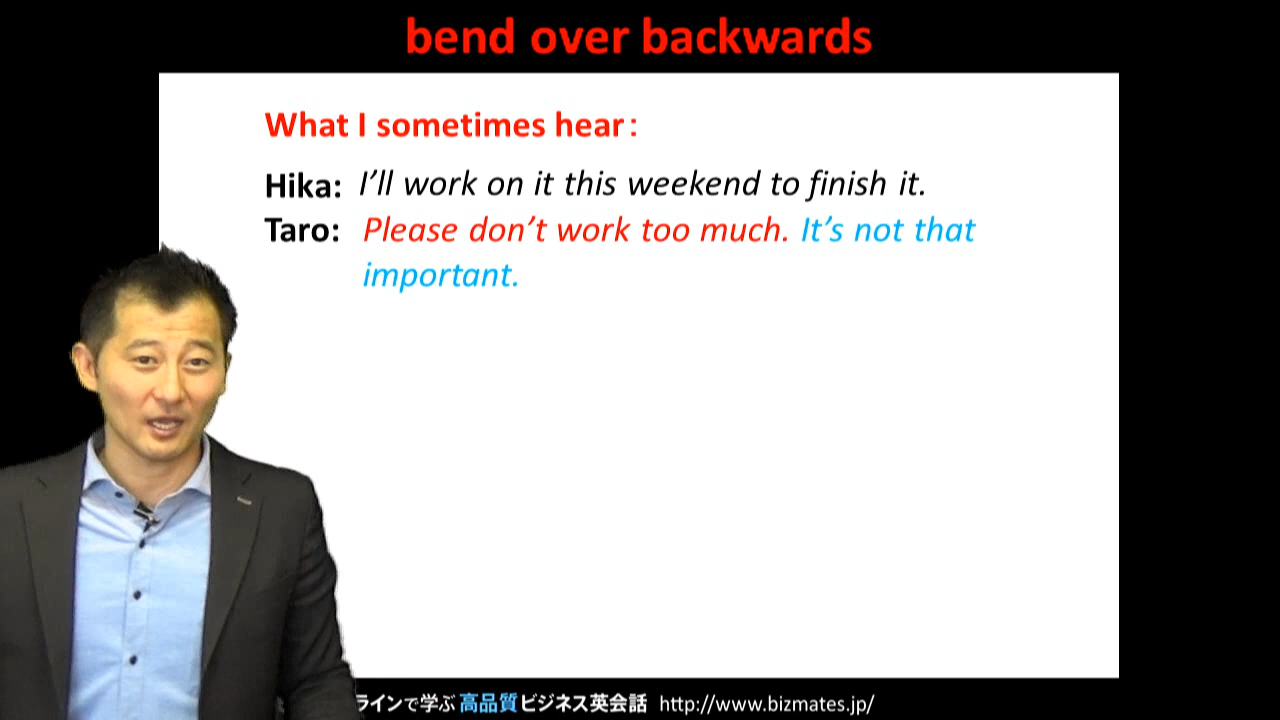 bend over backwards
What I sometimes hear:
Hika: I'll work on it this weekend to finish it.
Taro: Please don't work too much. It's not that
important.
ラインで学ぶ 高品質 ビジネス英会話 http://www.bizmates.jp/